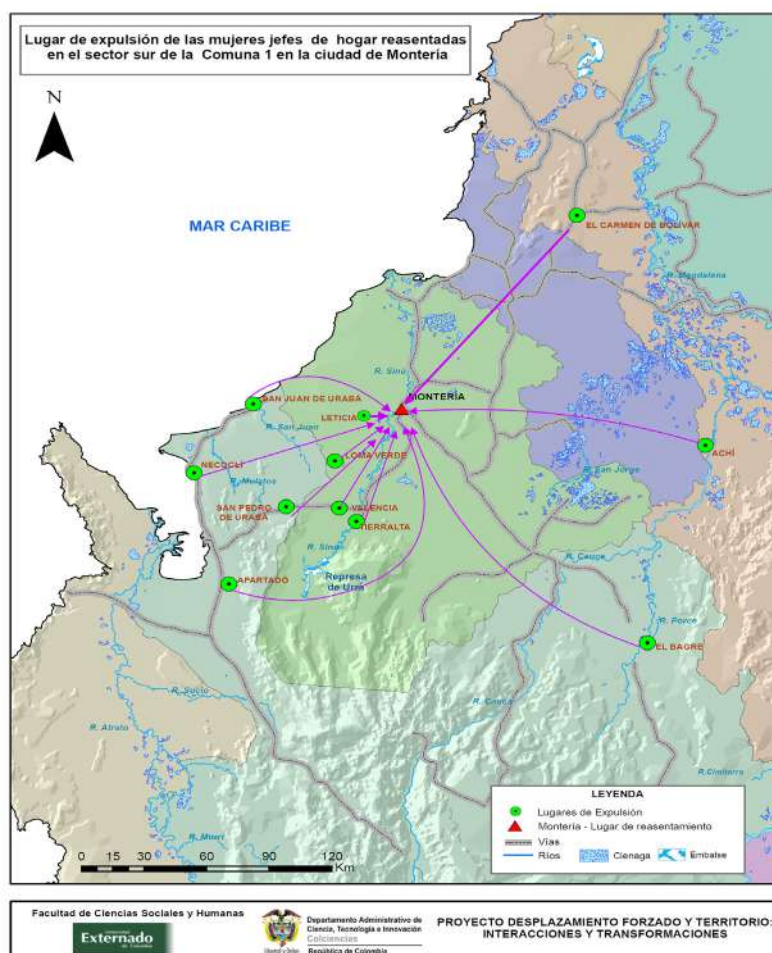 Lugar de expulsión de las mujeres jefes de hogar reasentadas
en el sector sur de la Comuna 1 en la ciudad de Montería
N
MAR CARIBE
EL CARMEN DE BOLÍVAR
R. Magdalena
R. Sinú
SAN JUAN DE URABÁ
MONTERÍA
LETICIA
R. San Juan
ACHÍ
LOMA VERDE
NECOCLÍ
R. Mulatos
R. San Jorge
SAN PEDRO
DE URABÁ
VALENCIA
TIERRALTA
R. Sinú
R. Cauca
APARTADÓ
Represa
de Urrá
R. Porce
EL BAGRE
R. Sucio
R. Atrato
R. Cauca
R. Cimitarra
R. Murrí
LEYENDA
Lugares de Expulsión
Montería - Lugar de reasentamiento
Vías
Ríos Cienaga Embalse
0 15 30 60 90 120
Km
Facultad de Ciencias Sociales y Humanas
Externado
Departamento Administrativo de
Ciencia, Tecnología e Innovación
Colciencias
República de Colombia
PROYECTO DESPLAZAMIENTO FORZADO Y TERRITORIO:
INTERACCIONES Y TRANSFORMACIONES